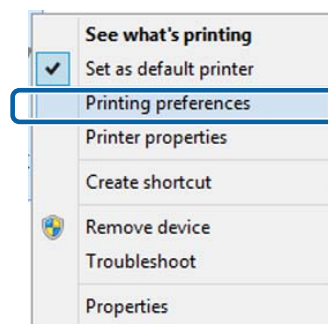 See what's printing
Set as default printer
Printing preferences
Printer properties
Create shortcut
Remove device
Troubleshoot
Properties